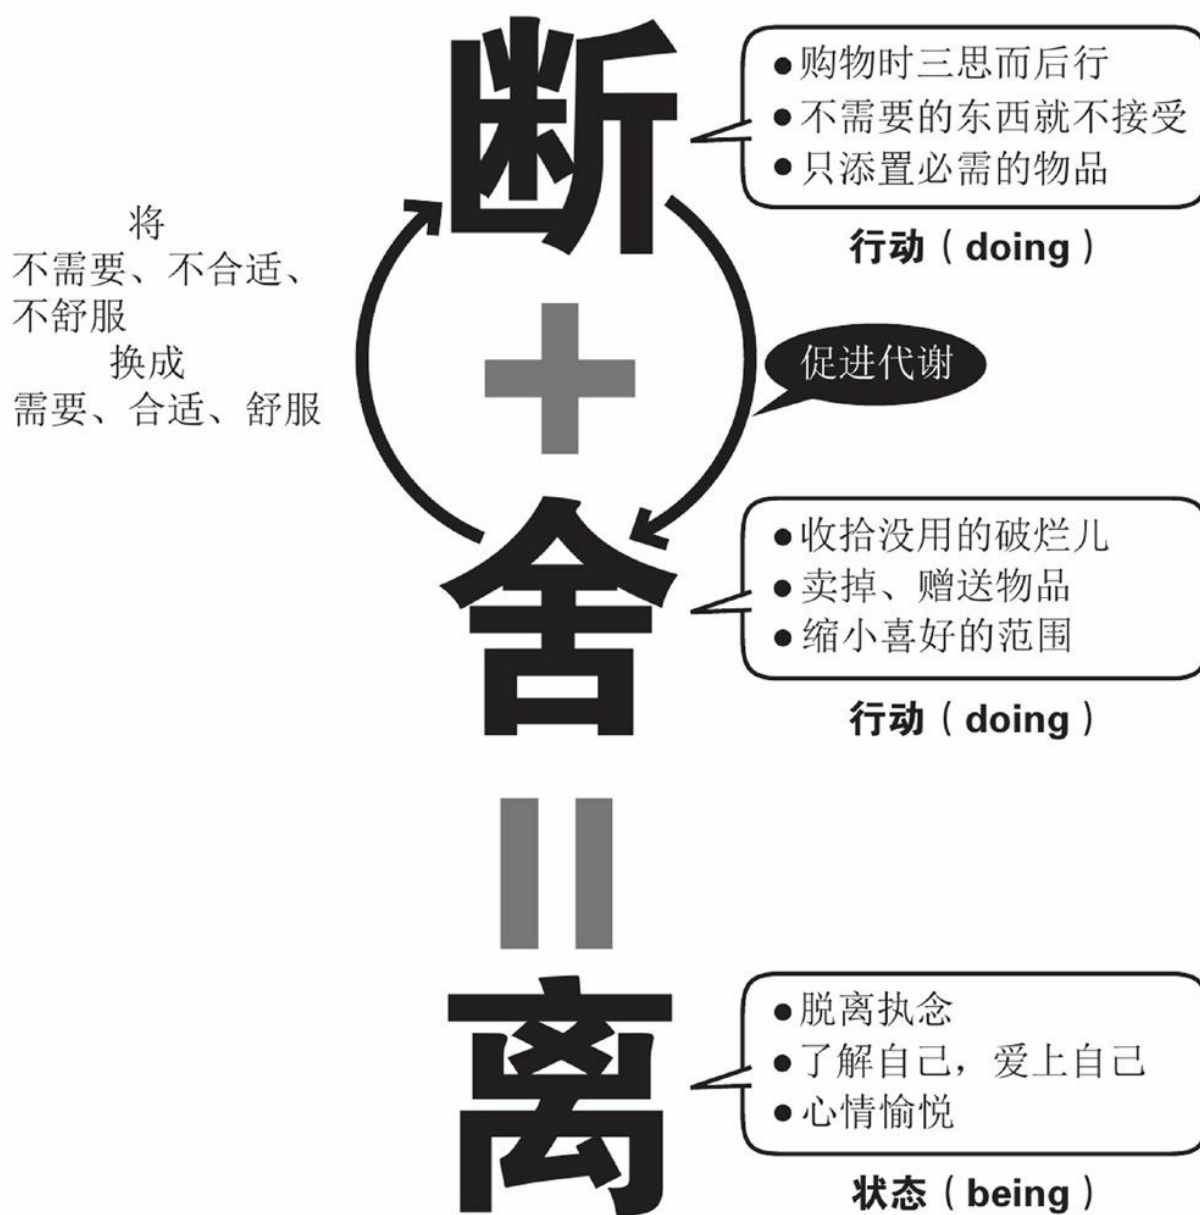 断
●购物时三思而后行
●不需要的东西就不接受
●只添置必需的物品
行动（doing）
将
不需要、不合适、
不舒服
换成
需要、合适、舒服
+
促进代谢
舍
●收拾没用的破烂儿
●卖掉、赠送物品
●缩小喜好的范围
行动（doing）
=
离
●脱离执念
●了解自己，爱上自己
●心情愉悦
状态（being）